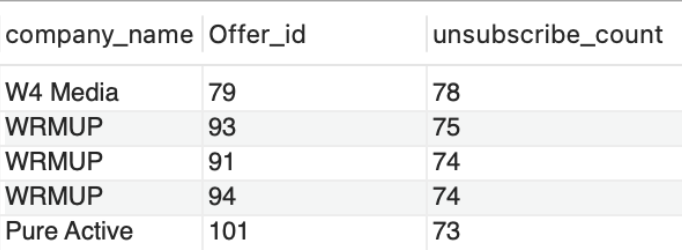 company_name Offer_id unsubscribe_count
W4 Media 79 78
WRMUP 93 75
WRMUP 91 74
WRMUP 94 74
Pure Active 101 73